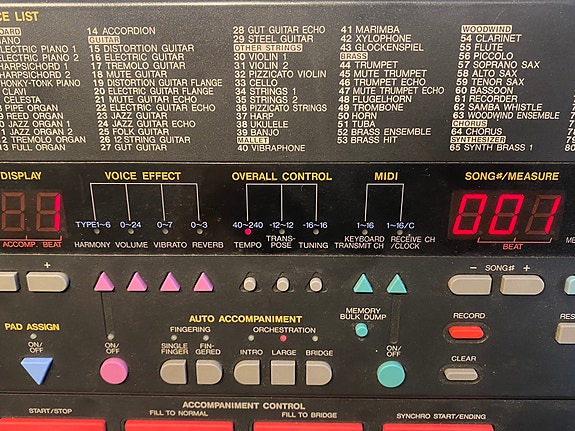 CE LIST
BOARD
IANO
ELECTRIC PIANO 1
ELECTRIC PIANO 2
HARPSICHORD 1
HARPSICHORD 2
HONKY-TONK PIANO
CLAVI
CELESTA
PIPE ORGAN
9 REED ORGAN
10 JAZZ ORGAN 1
11 JAZZ ORGAN 2
12 TREMOLO ORGAN
13 FULL ORGAN
14 ACCORDION
GUITAR
15 DISTORTION GUITAR
16 ELECTRIC GUITAR
17 TREMOLO GUITAR
18 MUTE GUITAR
19 DISTORTION GUITAR FLANGE
20 ELECTRIC GUITAR FLANGE
21 MUTE GUITAR ECHO
22 ELECTRIC GUITAR ECHO
23 JAZZ GUITAR
24 JAZZ GUITAR ECHO
25 FOLK GUITAR
26 12 STRING GUITAR
27 GUT GUITAR
28 GUT GUITAR ECHO
29 STEEL GUITAR
OTHER STRINGS
30 VIOLIN 1
31 VIOLIN 2
32 PIZZICATO VIOLIN
33 CELLO
34 STRINGS 1
35 STRINGS 2
36 PIZZICATO STRINGS
37 HARP
38 UKULELE
39 BANJO
MALLET
40 VIBRAPHONE
41 MARIMBA
42 XYLOPHONE
43 GLOCKENSPIEL
BRASS
44 TRUMPET
45 MUTE TRUMPET
46 TRUMPET ECHO
47 MUTE TRUMPET ECHO
48 FLUGELHORN
49 TROMBONE
50 HORN
51 TUBA
52 BRASS ENSEMBLE
53 BRASS HIT
WOODWIND
54 CLARINET
55 FLUTE
56 PICCOLO
57 SOPRANO SAX
58 ALTO SAX
59 TENOR SAX
60 BASSOON
61 RECORDER
62 SAMBA WHISTLE
63 WOODWIND ENSEMBLE
CHORUS
64 CHORUS
SYNTHESIZER
65 SYNTH BRASS 1
DISPLAY
1
ACCOMP. BEAT
VOICE EFFECT
TYPE1~6 0~24 0~7 0~3
HARMONY VOLUME VIBRATO REVERB
OVERALL CONTROL
40~240 -12~12 -16~16
TEMPO TRANS-
POSE TUNING
MIDI
1~16 1~16/C
KEYBOARD
TRANSMIT CH
RECEIVE CH
/CLOCK
SONG#/MEASURE
001
BEAT
+
− SONG# +
PAD ASSIGN
ON/
OFF
ON/
OFF
AUTO ACCOMPANIMENT
FINGERING
SINGLE
FINGER
FIN-
GERED
ORCHESTRATION
INTRO LARGE BRIDGE
MEMORY
BULK DUMP
ON/
OFF
RECORD
CLEAR
ACCOMPANIMENT CONTROL
START/STOP
FILL TO NORMAL
FILL TO BRIDGE
SYNCHRO START/ENDING